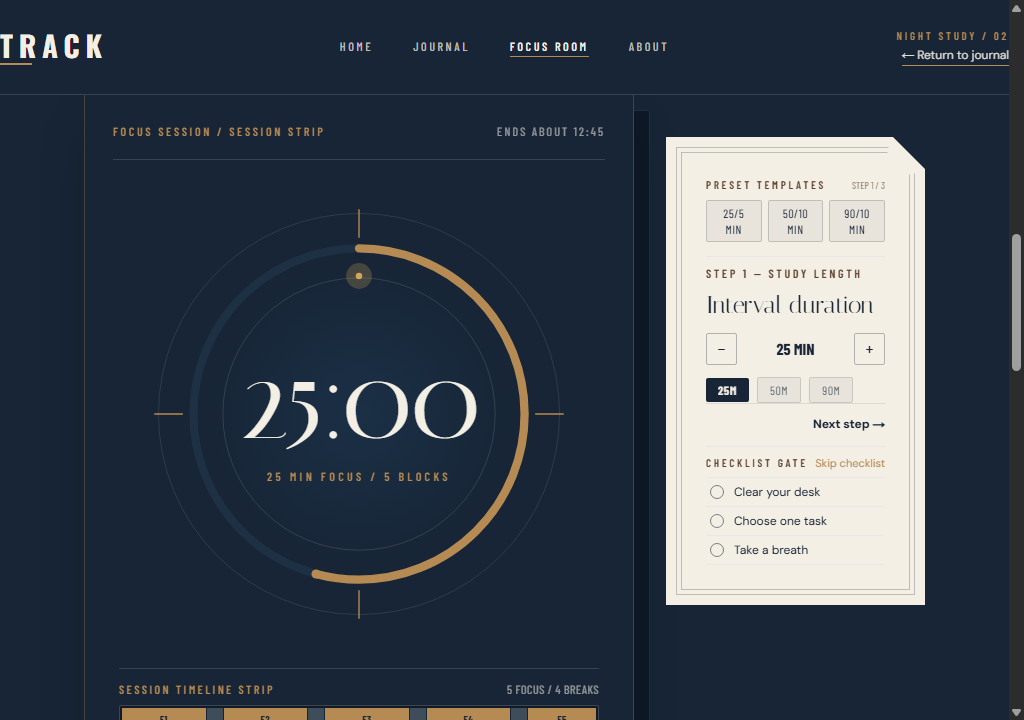 TRACK
HOME
JOURNAL
FOCUS ROOM
ABOUT
NIGHT STUDY / 02
← Return to journal
FOCUS SESSION / SESSION STRIP
ENDS ABOUT 12:45
25:00
25 MIN FOCUS / 5 BLOCKS
SESSION TIMELINE STRIP
5 FOCUS / 4 BREAKS
PRESET TEMPLATES
STEP 1 / 3
25/5
MIN
50/10
MIN
90/10
MIN
STEP 1 — STUDY LENGTH
Interval duration
−
25 MIN
+
25M
50M
90M
Next step →
CHECKLIST GATE
Skip checklist
Clear your desk
Choose one task
Take a breath